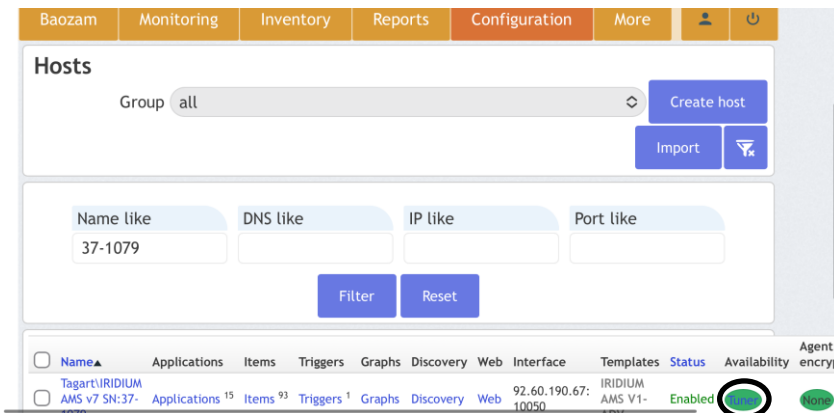 Baozam Monitoring Inventory Reports Configuration More
Hosts
Group all Create host
Import
Name like DNS like IP like Port like
37-1079
Filter Reset
Name▲ Applications Items Triggers Graphs Discovery Web Interface Templates Status Availability Agent encryp
Tagart\IRIDIUM AMS v7 SN:37- Applications 15 Items 93 Triggers 1 Graphs Discovery Web 92.60.190.67: 10050 IRIDIUM AMS V1- Enabled Tuner None